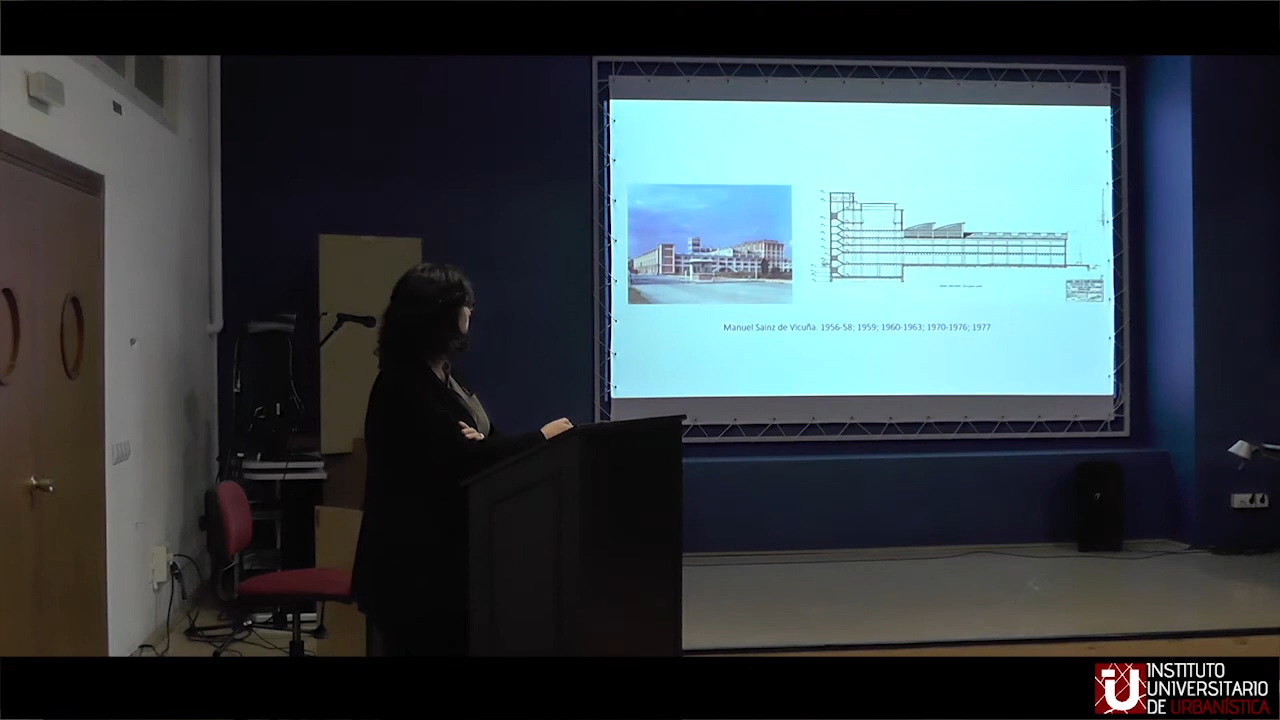 Manuel Sainz de Vicuña. 1956-58; 1959; 1960-1963; 1970-1976; 1977
INSTITUTO
UNIVERSITARIO
DE URBANÍSTICA